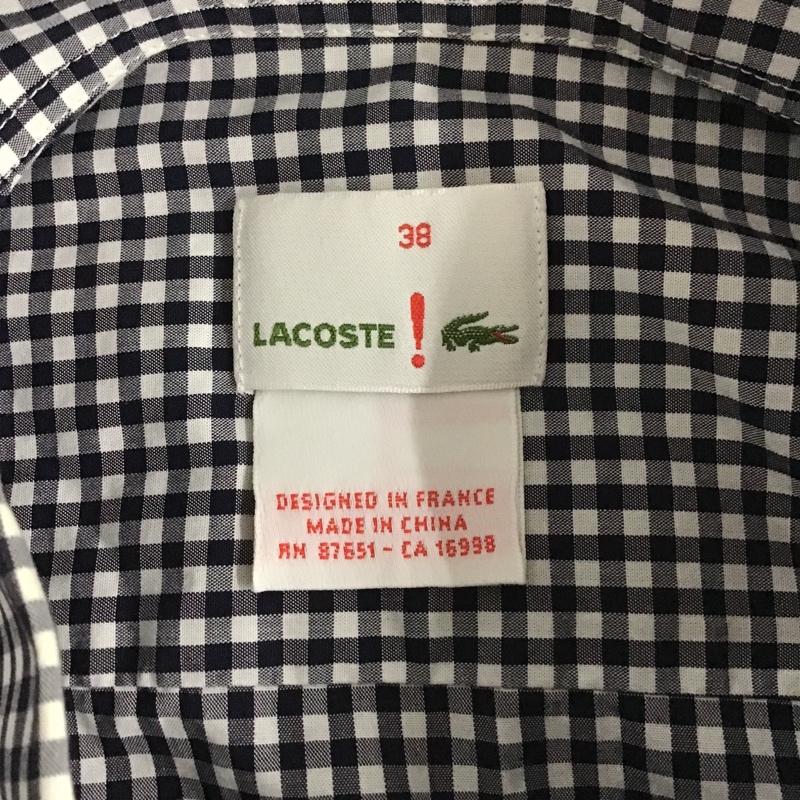 38
LACOSTE !
DESIGNED IN FRANCE
MADE IN CHINA
RN 87651 - CA 16998